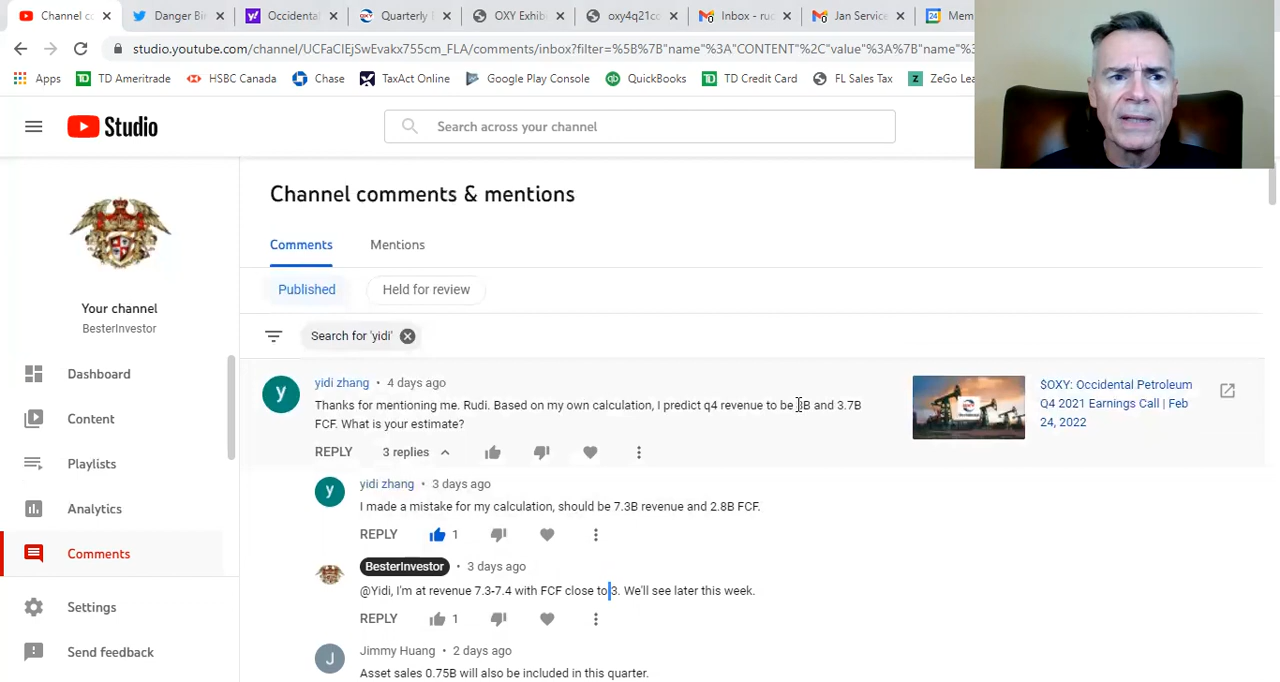 Channel co
Danger Bi
Occidental
Quarterly
OXY Exhib
oxy4q21co
Inbox - ruc
Jan Service
Mem
studio.youtube.com/channel/UCFaCIEjSwEvakx755cm_FLA/comments/inbox?filter=%5B%7B"name"%3A"CONTENT"%2C"value"%3A%7B"name"%
Apps TD Ameritrade HSBC Canada Chase TaxAct Online Google Play Console QuickBooks TD Credit Card FL Sales Tax ZeGo Lea
Studio
Search across your channel
Your channel
BesterInvestor
Dashboard
Content
Playlists
Analytics
Comments
Settings
Send feedback
Channel comments & mentions
Comments Mentions
Published Held for review
Search for 'yidi'
y
yidi zhang • 4 days ago
Thanks for mentioning me. Rudi. Based on my own calculation, I predict q4 revenue to be B and 3.7B
FCF. What is your estimate?
REPLY 3 replies
$OXY: Occidental Petroleum
Q4 2021 Earnings Call | Feb
24, 2022
y
yidi zhang • 3 days ago
I made a mistake for my calculation, should be 7.3B revenue and 2.8B FCF.
REPLY 1
BesterInvestor • 3 days ago
@Yidi, I'm at revenue 7.3-7.4 with FCF close to 3. We'll see later this week.
REPLY 1
J
Jimmy Huang • 2 days ago
Asset sales 0.75B will also be included in this quarter.